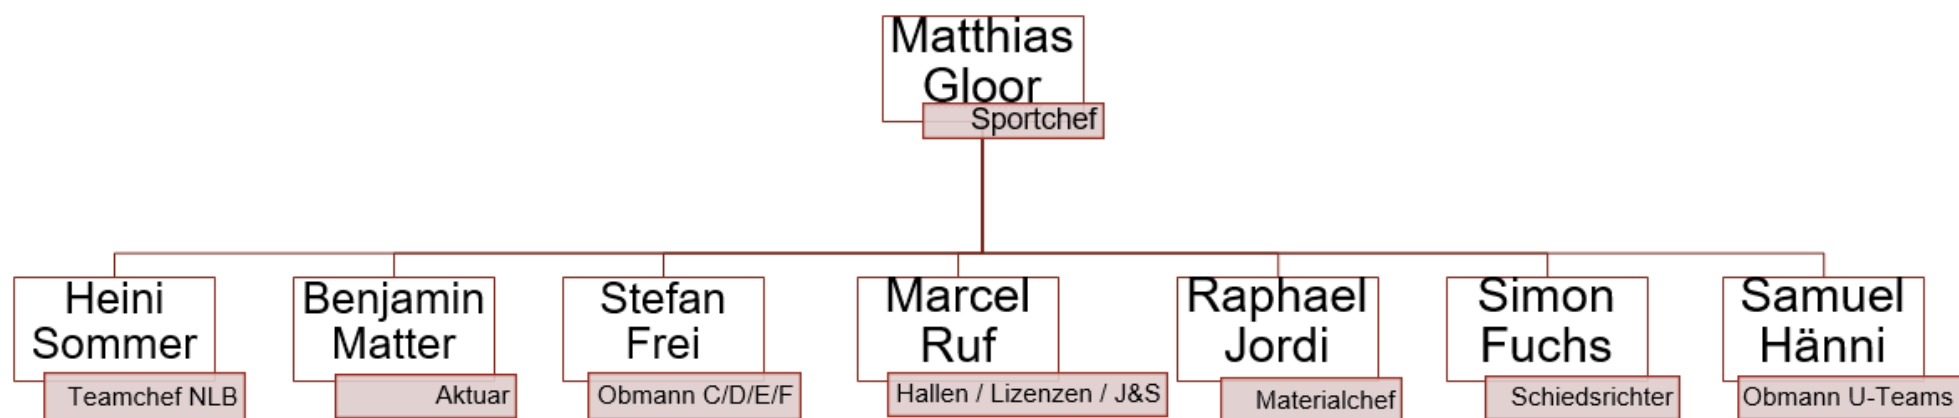 Matthias
Gloor
Sportchef
Heini
Sommer
Teamchef NLB
Benjamin
Matter
Aktuar
Stefan
Frei
Obmann C/D/E/F
Marcel
Ruf
Hallen / Lizenzen / J&S
Raphael
Jordi
Materialchef
Simon
Fuchs
Schiedsrichter
Samuel
Hänni
Obmann U-Teams